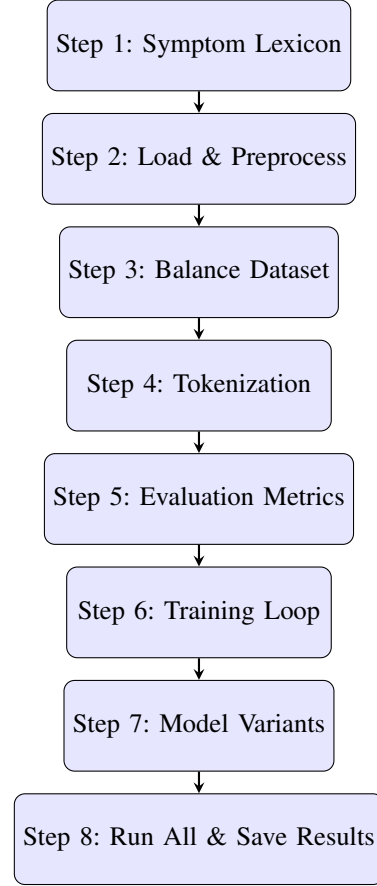 Step 1: Symptom Lexicon
Step 2: Load & Preprocess
Step 3: Balance Dataset
Step 4: Tokenization
Step 5: Evaluation Metrics
Step 6: Training Loop
Step 7: Model Variants
Step 8: Run All & Save Results